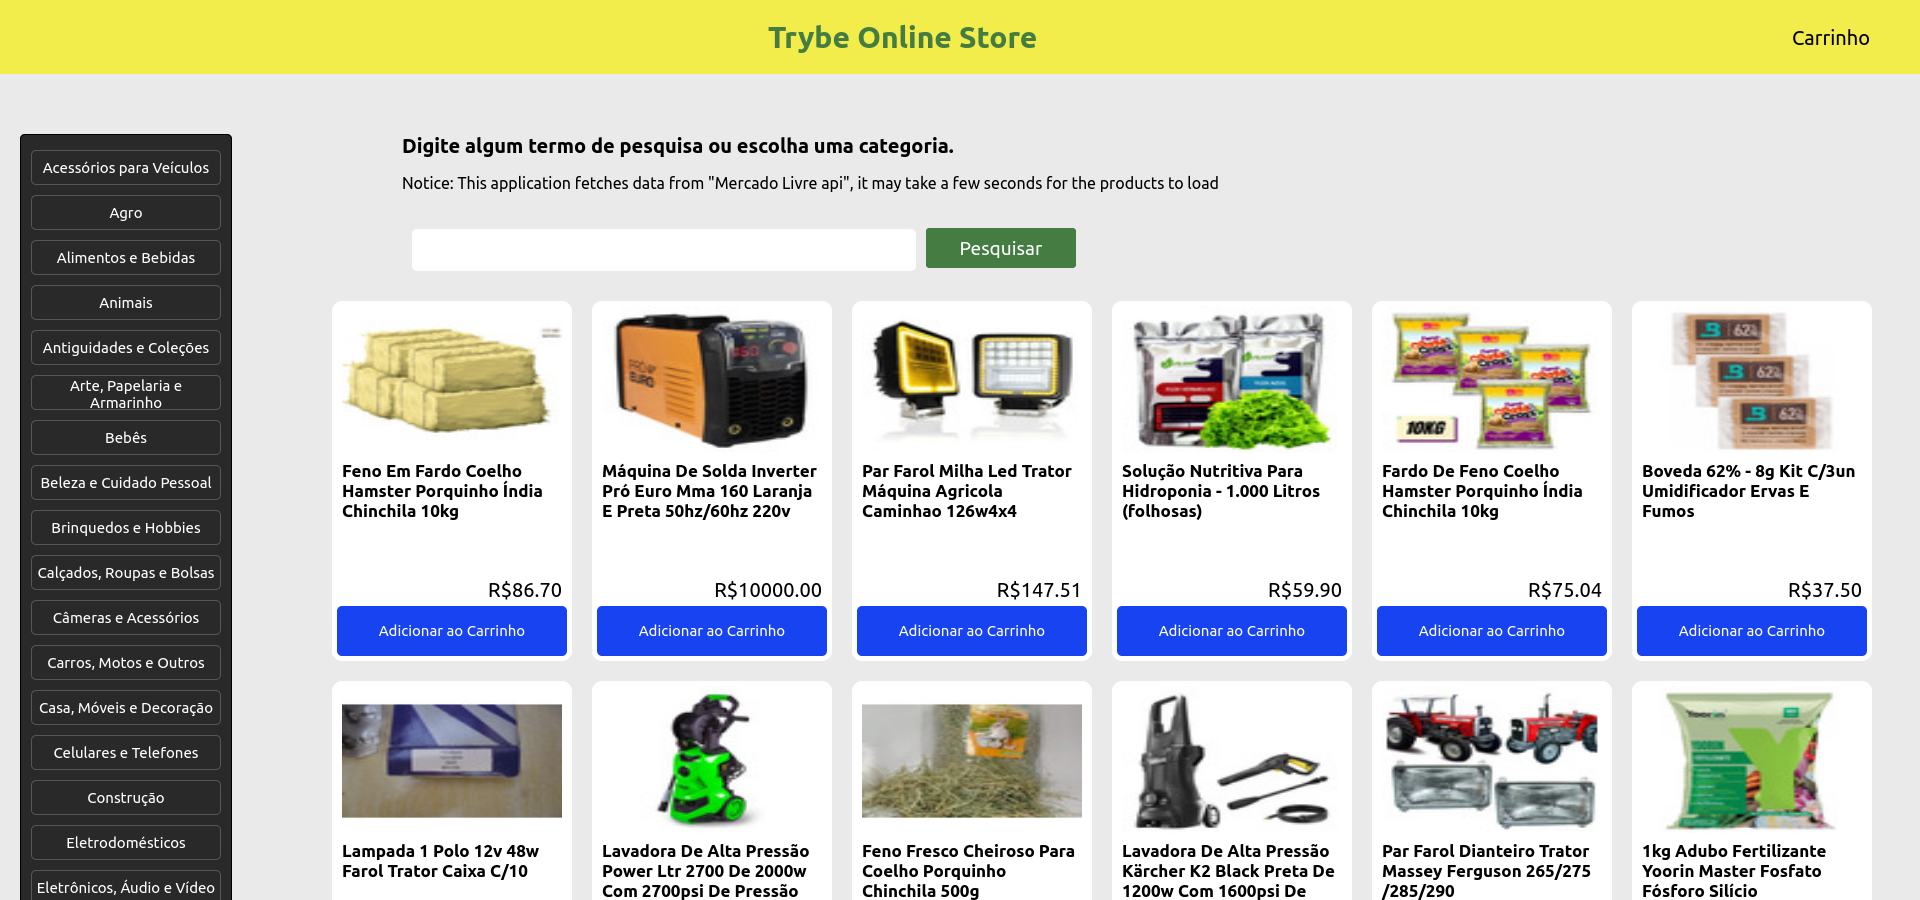 Trybe Online Store
Carrinho
Acessórios para Veículos
Agro
Alimentos e Bebidas
Animais
Antiguidades e Coleções
Arte, Papelaria e
Armarinho
Bebês
Beleza e Cuidado Pessoal
Brinquedos e Hobbies
Calçados, Roupas e Bolsas
Câmeras e Acessórios
Carros, Motos e Outros
Casa, Móveis e Decoração
Celulares e Telefones
Construção
Eletrodomésticos
Eletrônicos, Áudio e Vídeo
Digite algum termo de pesquisa ou escolha uma categoria.
Notice: This application fetches data from "Mercado Livre api", it may take a few seconds for the products to load
Pesquisar
Feno Em Fardo Coelho
Hamster Porquinho Índia
Chinchila 10kg
R$86.70
Adicionar ao Carrinho
PRÓ
EURO
Máquina De Solda Inverter
Pró Euro Mma 160 Laranja
E Preta 50hz/60hz 220v
R$10000.00
Adicionar ao Carrinho
Par Farol Milha Led Trator
Máquina Agricola
Caminhao 126w4x4
R$147.51
Adicionar ao Carrinho
Solução Nutritiva Para
Hidroponia - 1.000 Litros
(folhosas)
R$59.90
Adicionar ao Carrinho
10KG
Fardo De Feno Coelho
Hamster Porquinho Índia
Chinchila 10kg
R$75.04
Adicionar ao Carrinho
62%
62%
62%
Boveda 62% - 8g Kit C/3un
Umidificador Ervas E
Fumos
R$37.50
Adicionar ao Carrinho
Lampada 1 Polo 12v 48w
Farol Trator Caixa C/10
Lavadora De Alta Pressão
Power Ltr 2700 De 2000w
Com 2700psi De Pressão
Feno Fresco Cheiroso Para
Coelho Porquinho
Chinchila 500g
Lavadora De Alta Pressão
Kärcher K2 Black Preta De
1200w Com 1600psi De
Par Farol Dianteiro Trator
Massey Ferguson 265/275
/285/290
Yoorin
1kg Adubo Fertilizante
Yoorin Master Fosfato
Fósforo Silício